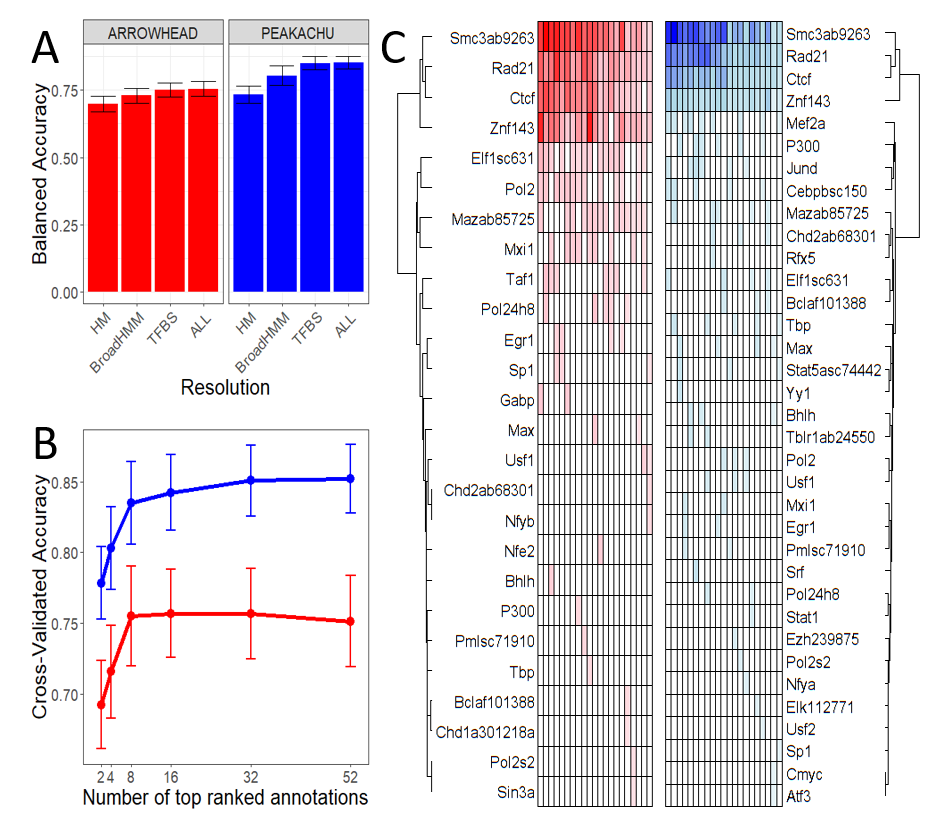 A
ARROWHEAD
PEAKACHU
Balanced Accuracy
0.75
0.50
0.25
0.00
HM
BroadHMM
TFBS
ALL
HM
BroadHMM
TFBS
ALL
Resolution
B
Cross-Validated Accuracy
0.85
0.80
0.75
0.70
2 4 8 16 32 52
Number of top ranked annotations
C
Smc3ab9263
Rad21
Ctcf
Znf143
Elf1sc631
Pol2
Mazab85725
Mxi1
Taf1
Pol24h8
Egr1
Sp1
Gabp
Max
Usf1
Chd2ab68301
Nfyb
Nfe2
Bhlh
P300
Pmlsc71910
Tbp
Bclaf101388
Chd1a301218a
Pol2s2
Sin3a
Smc3ab9263
Rad21
Ctcf
Znf143
Mef2a
P300
Jund
Cebpbsc150
Mazab85725
Chd2ab68301
Rfx5
Elf1sc631
Bclaf101388
Tbp
Max
Stat5asc74442
Yy1
Bhlh
Tblr1ab24550
Pol2
Usf1
Mxi1
Egr1
Pmlsc71910
Srf
Pol24h8
Stat1
Ezh239875
Pol2s2
Nfya
Elk112771
Usf2
Sp1
Cmyc
Atf3